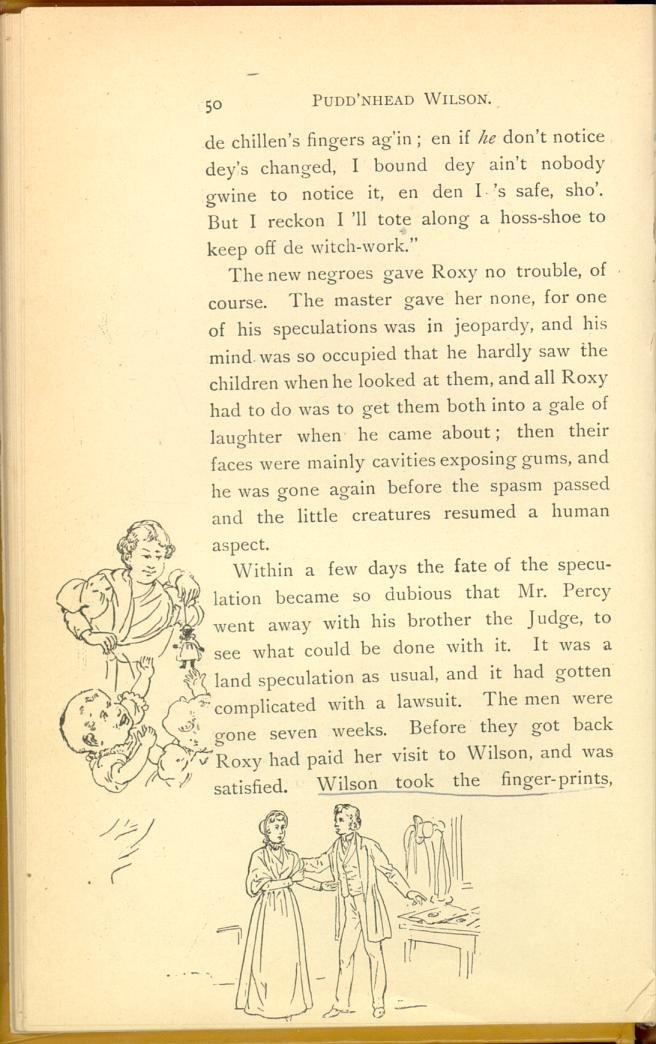 50 PUDD'NHEAD WILSON.
de chillen's fingers ag'in; en if he don't notice
dey's changed, I bound dey ain't nobody
gwine to notice it, en den I 's safe, sho'.
But I reckon I 'll tote along a hoss-shoe to
keep off de witch-work."
The new negroes gave Roxy no trouble, of
course. The master gave her none, for one
of his speculations was in jeopardy, and his
mind was so occupied that he hardly saw the
children when he looked at them, and all Roxy
had to do was to get them both into a gale of
laughter when he came about; then their
faces were mainly cavities exposing gums, and
he was gone again before the spasm passed
and the little creatures resumed a human
aspect.
Within a few days the fate of the specu-
lation became so dubious that Mr. Percy
went away with his brother the Judge, to
see what could be done with it. It was a
land speculation as usual, and it had gotten
complicated with a lawsuit. The men were
gone seven weeks. Before they got back
Roxy had paid her visit to Wilson, and was
satisfied. Wilson took the finger-prints,